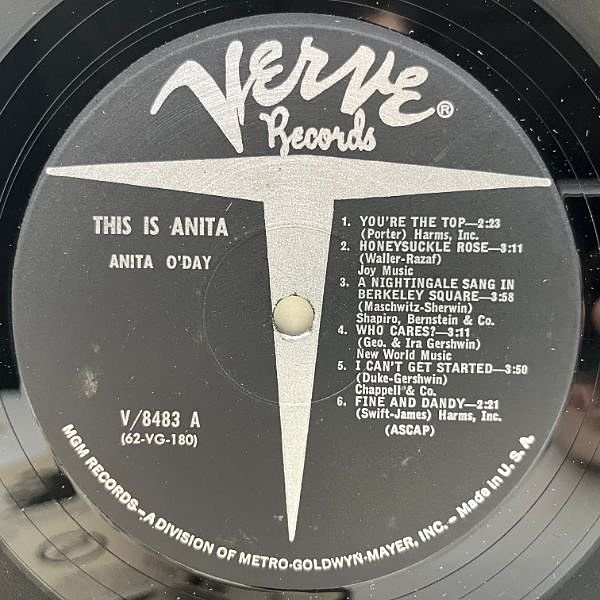 VERVE ®
Records
THIS IS ANITA
ANITA O'DAY
1. YOU'RE THE TOP—2:23
(Porter) Harms, Inc.
2. HONEYSUCKLE ROSE—3:11
(Waller-Razaf)
Joy Music
3. A NIGHTINGALE SANG IN
BERKELEY SQUARE—3:58
(Maschwitz-Sherwin)
Shapiro, Bernstein & Co.
4. WHO CARES?—3:11
(Geo. & Ira Gershwin)
New World Music
5. I CAN'T GET STARTED—3:50
(Duke-Gershwin)
Chappell & Co.
6. FINE AND DANDY—2:21
(Swift-James) Harms, Inc.
(ASCAP)
V/8483 A
(62-VG-180)
MGM RECORDS—A DIVISION OF METRO-GOLDWYN-MAYER, INC.—Made in U. S. A.